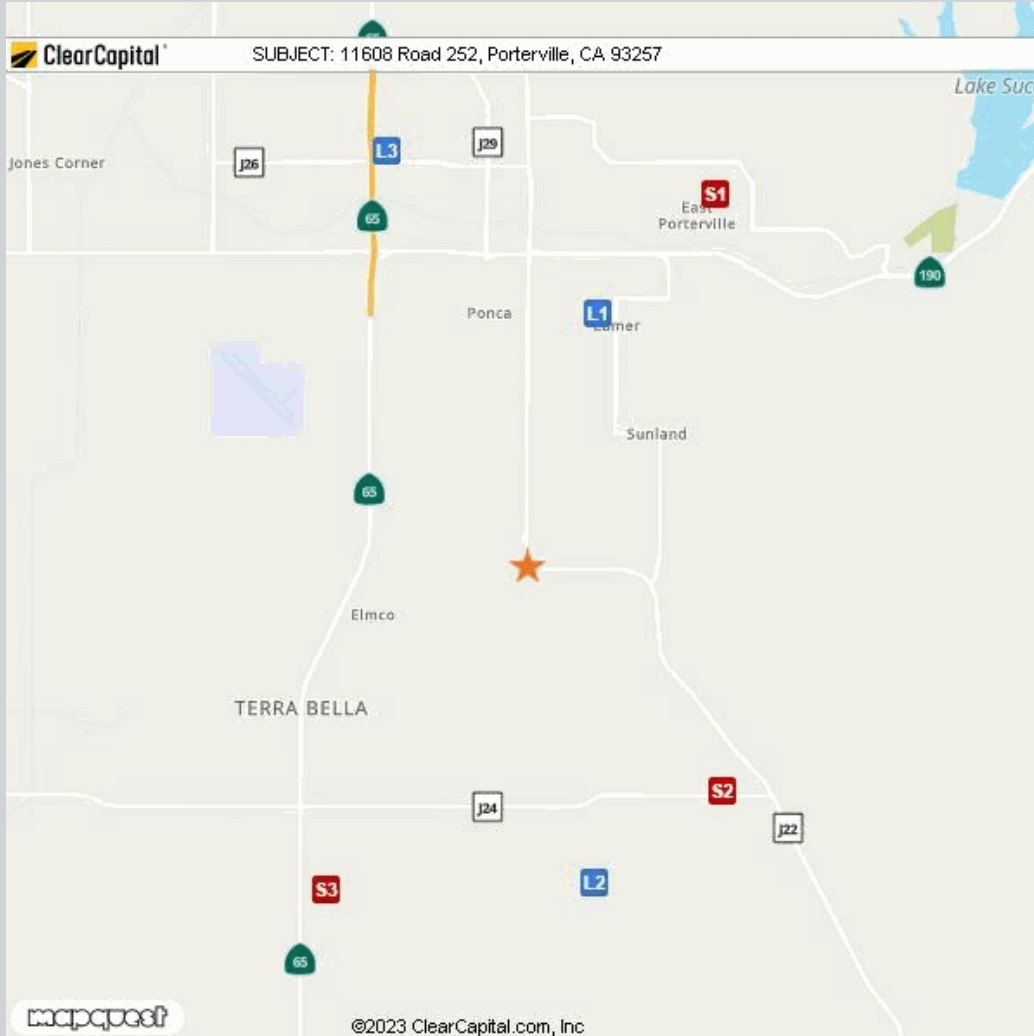 65
ClearCapital
SUBJECT: 11608 Road 252, Porterville, CA 93257
Lake Suc
J29
L3
Jones Corner
J26
S1
65
East
Porterville
190
Ponca
L1
Sunland
65
Elmco
TERRA BELLA
S2
J24
J22
L2
S3
65
mapquest
©2023 ClearCapital.com, Inc